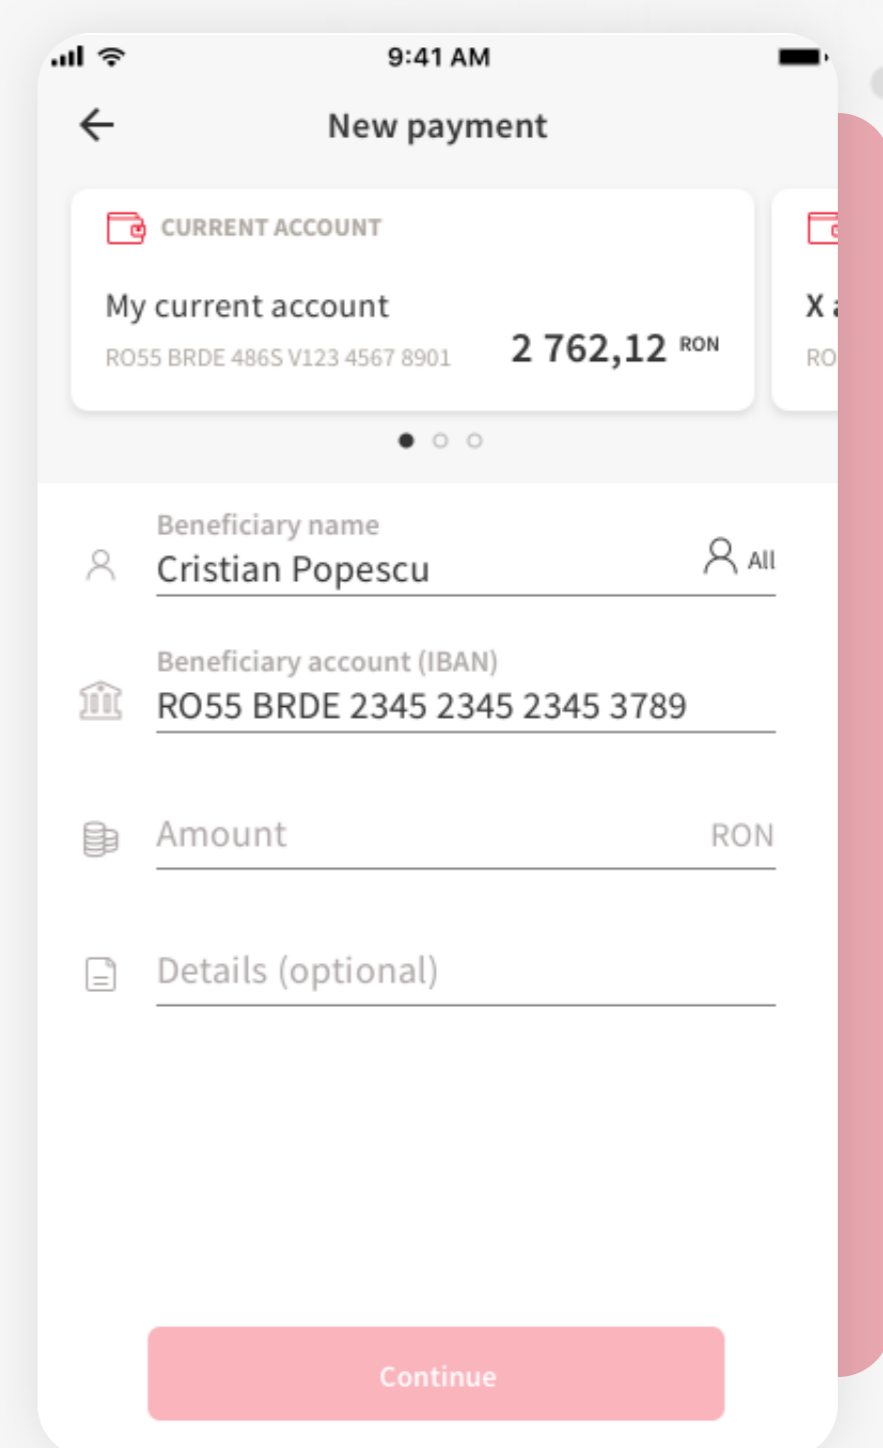 9:41 AM
New payment
CURRENT ACCOUNT
My current account
RO55 BRDE 486S V123 4567 8901
2 762,12 RON
X
RO
Beneficiary name
Cristian Popescu
All
Beneficiary account (IBAN)
RO55 BRDE 2345 2345 2345 3789
Amount
RON
Details (optional)
Continue